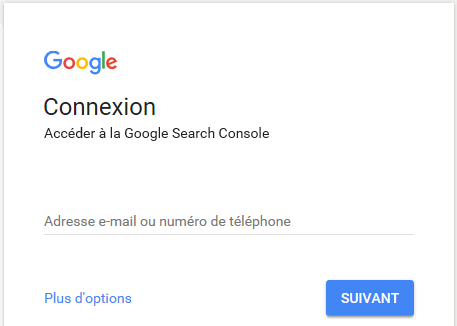 Google
Connexion
Accéder à la Google Search Console
Adresse e-mail ou numéro de téléphone
Plus d'options
SUIVANT